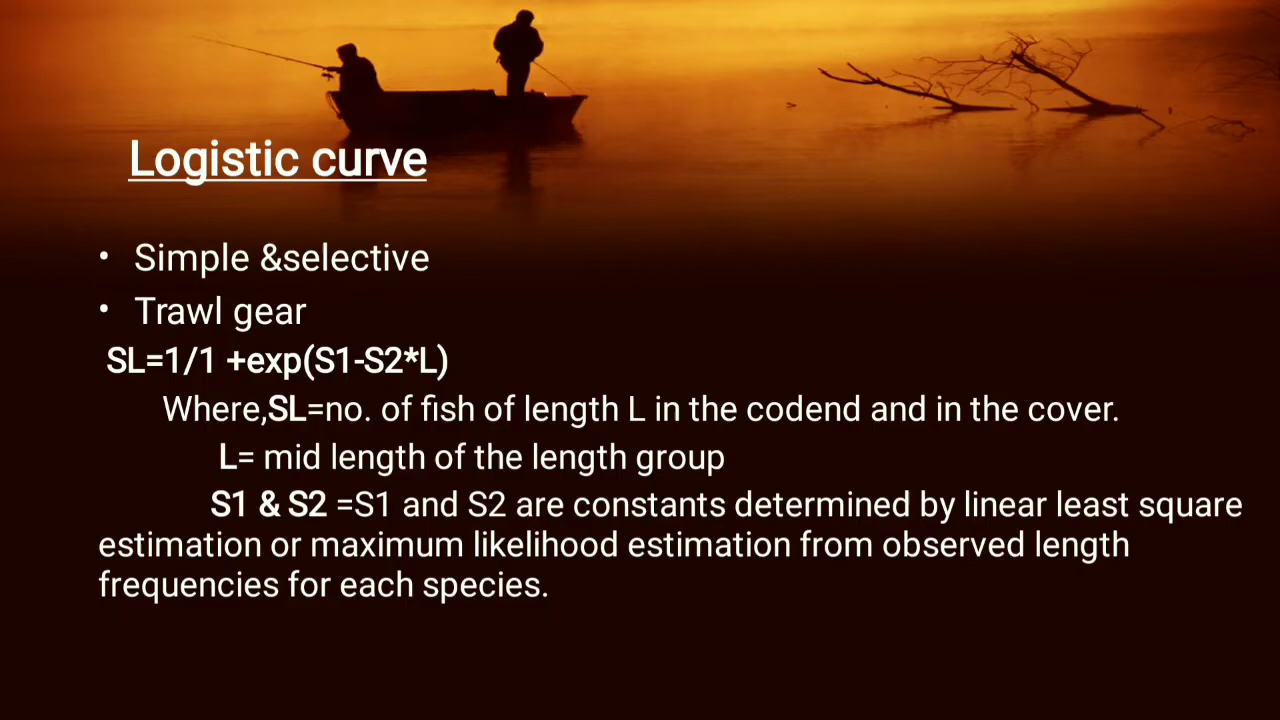 Logistic curve
• Simple &selective
• Trawl gear
SL=1/1 +exp(S1-S2*L)
Where,SL=no. of fish of length L in the codend and in the cover.
L= mid length of the length group
S1 & S2 =S1 and S2 are constants determined by linear least square
estimation or maximum likelihood estimation from observed length
frequencies for each species.